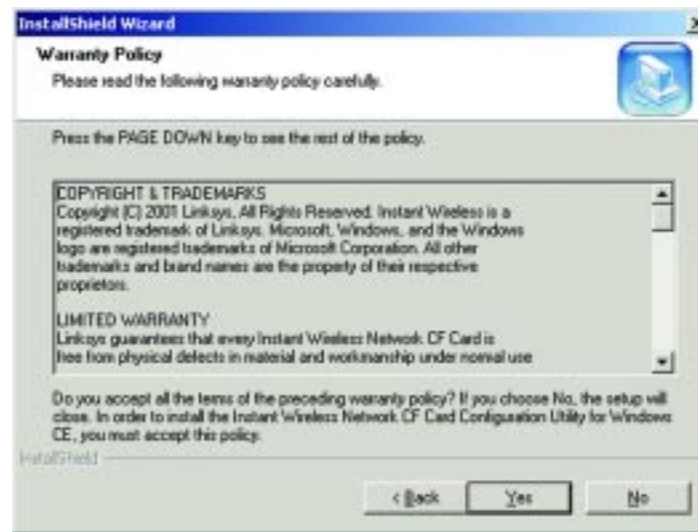 InstallShield Wizard
Warranty Policy
Please read the following warranty policy carefully.
Press the PAGE DOWN key to see the rest of the policy.
COPYRIGHT & TRADEMARKS
Copyright (C) 2001 Linksys, All Rights Reserved. Instant Wireless is a
registered trademark of Linksys. Microsoft, Windows, and the Windows
logo are registered trademarks of Microsoft Corporation. All other
trademarks and brand names are the property of their respective
proprietors.
LIMITED WARRANTY
Linksys guarantees that every Instant Wireless Network CF Card is
free from physical defects in material and workmanship under normal use
Do you accept all the terms of the preceding warranty policy? If you choose No, the setup will
close. In order to install the Instant Wireless Network CF Card Configuration Utility for Windows
CE, you must accept this policy.
InstallShield
< Back
Yes
No